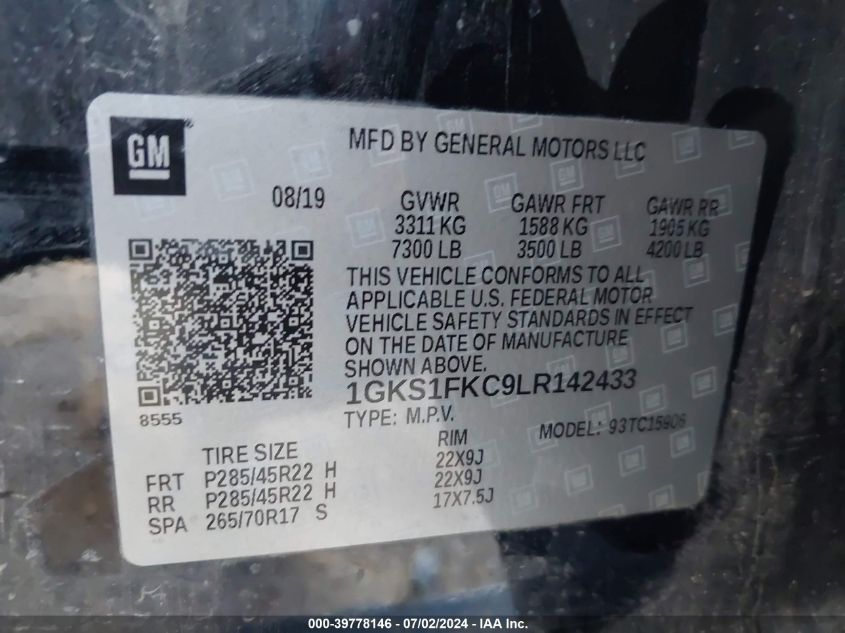 GM
MFD BY GENERAL MOTORS LLC
08/19
GVWR GAWR FRT GAWR RR
3311 KG 1588 KG 1905 KG
7300 LB 3500 LB 4200 LB
THIS VEHICLE CONFORMS TO ALL
APPLICABLE U.S. FEDERAL MOTOR
VEHICLE SAFETY STANDARDS IN EFFECT
ON THE DATE OF MANUFACTURE
SHOWN ABOVE.
1GKS1FKC9LR142433
8555
TYPE: M.P.V. MODEL: 93TC15906
TIRE SIZE RIM
FRT P285/45R22 H 22X9J
RR P285/45R22 H 22X9J
SPA 265/70R17 S 17X7.5J
000-39778146 - 07/02/2024 - IAA, Inc.